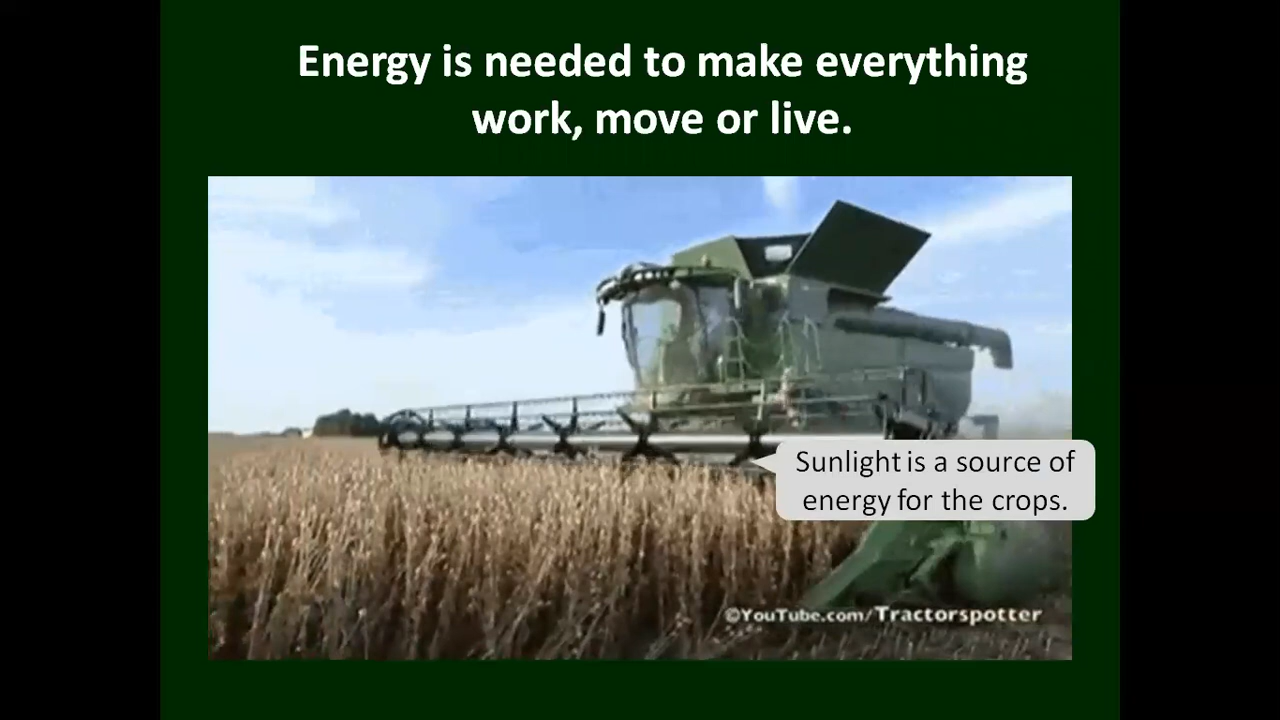 Energy is needed to make everything
work, move or live.
Sunlight is a source of
energy for the crops.
©YouTube.com/Tractorspotter